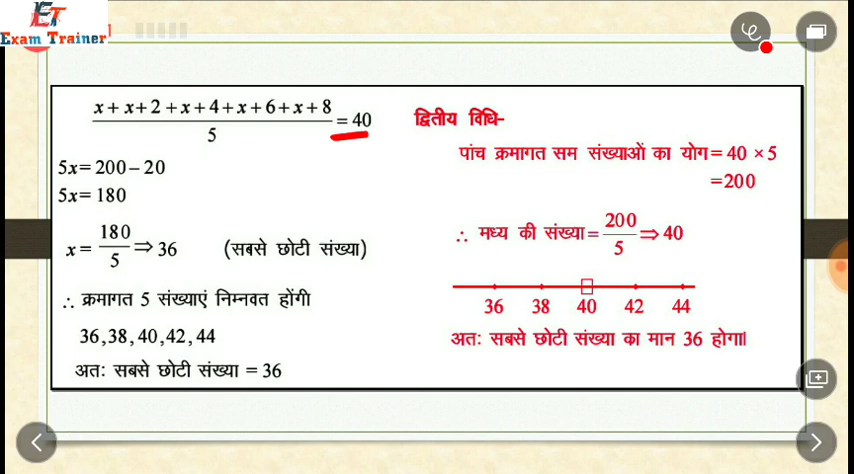 ET
Exam Trainer
x + x + 2 + x + 4 + x + 6 + x + 8
5
= 40
5x = 200 – 20
5x = 180
x = 180/5 ⇒ 36 (सबसे छोटी संख्या)
∴ क्रमागत 5 संख्याएं निम्नवत होंगी
36, 38, 40, 42, 44
अतः सबसे छोटी संख्या = 36
द्वितीय विधि-
पांच क्रमागत सम संख्याओं का योग = 40 × 5
=200
∴ मध्य की संख्या = 200/5 ⇒ 40
36 38 40 42 44
अतः सबसे छोटी संख्या का मान 36 होगा।